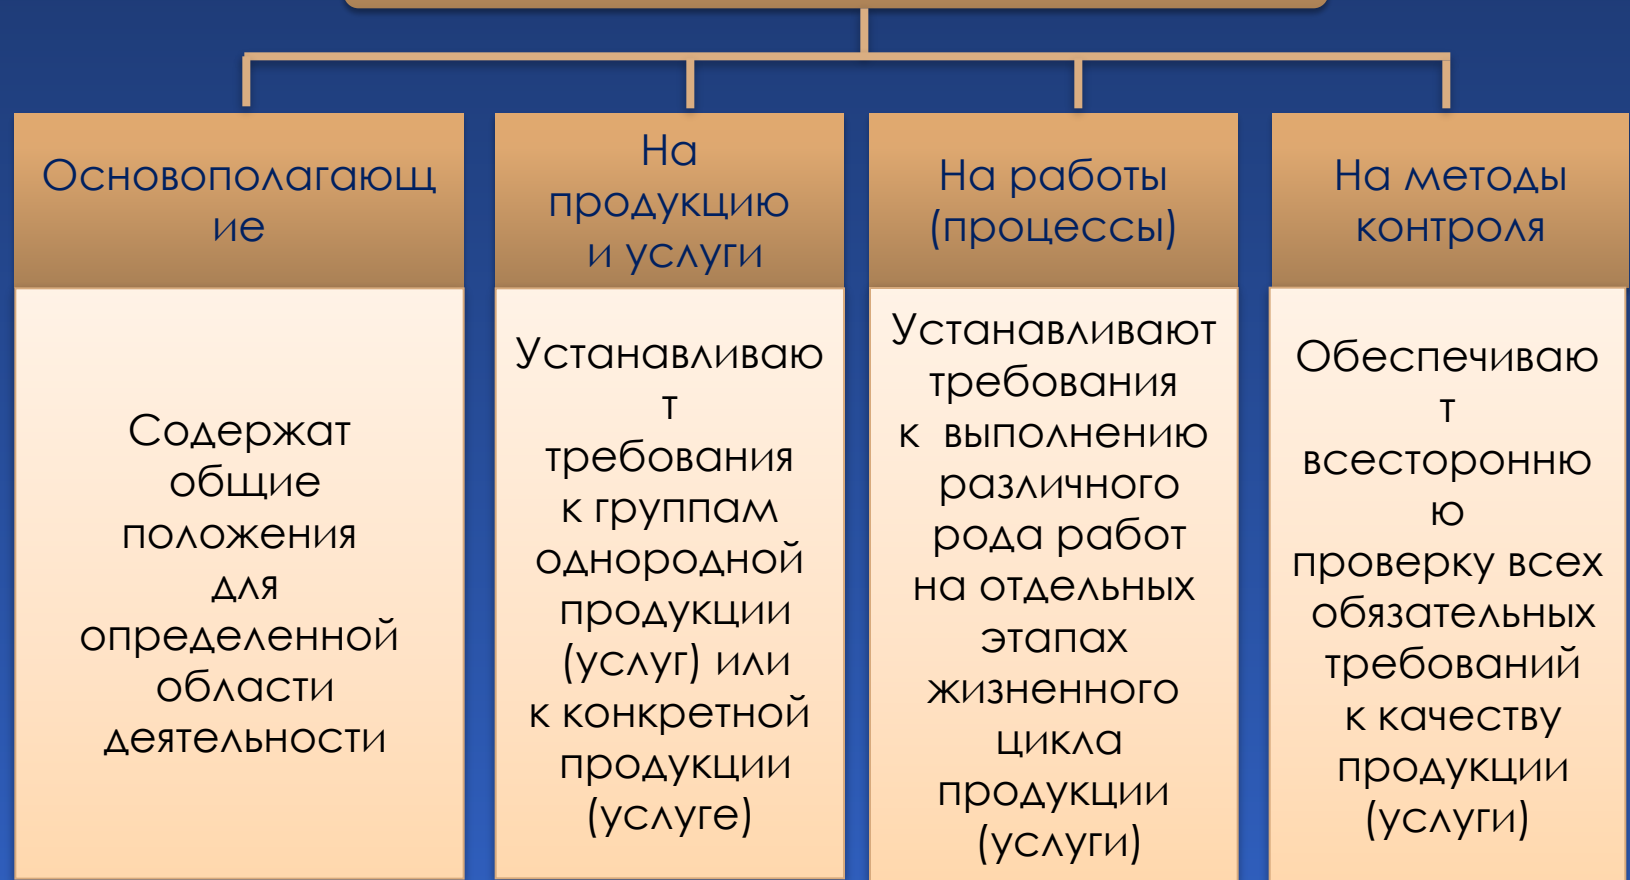 Основополагающ
ие
Содержат
общие
положения
для
определенной
области
деятельности
На
продукцию
и услуги
Устанавливаю
т
требования
к группам
однородной
продукции
(услуг) или
к конкретной
продукции
(услуге)
На работы
(процессы)
Устанавливают
требования
к выполнению
различного
рода работ
на отдельных
этапах
жизненного
цикла
продукции
(услуги)
На методы
контроля
Обеспечиваю
т
всесторонню
ю
проверку всех
обязательных
требований
к качеству
продукции
(услуги)